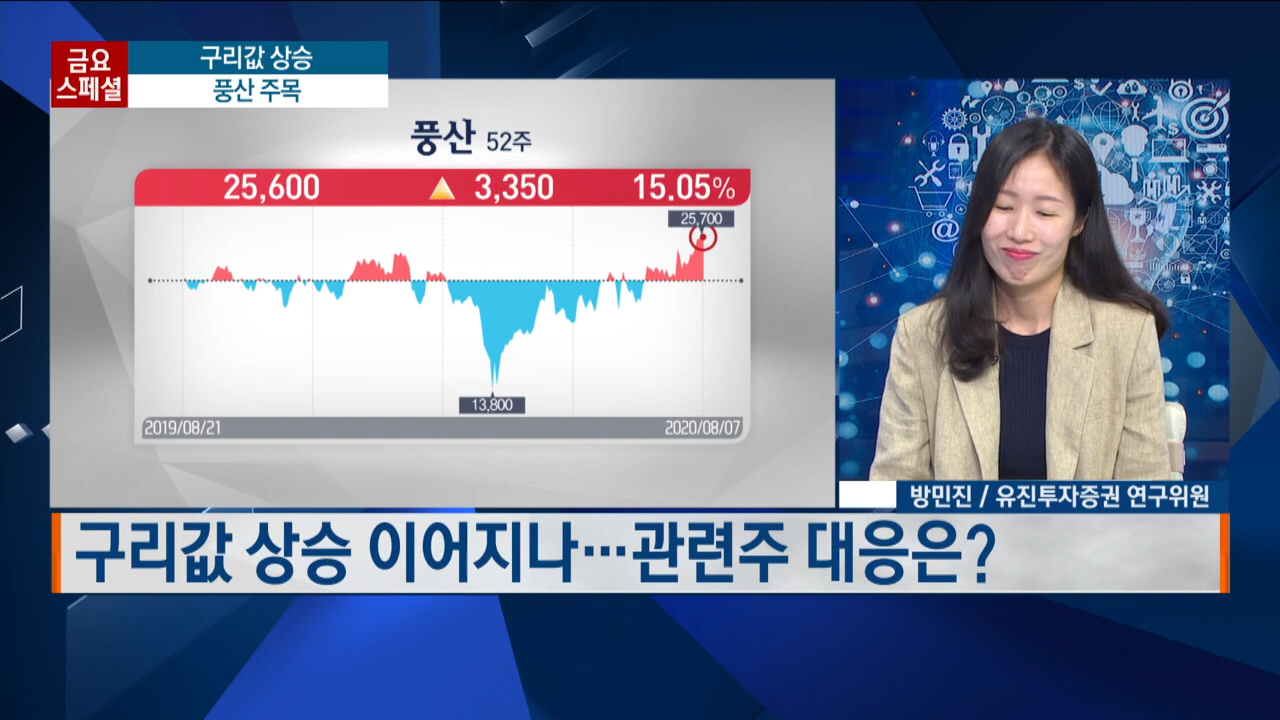 금요
스페셜
구리값 상승
풍산 주목
풍산 52주
25,600 ▲ 3,350 15.05%
25,700
13,800
2019/08/21 2020/08/07
@
$
방민진 / 유진투자증권 연구위원
구리값 상승 이어지나…관련주 대응은?